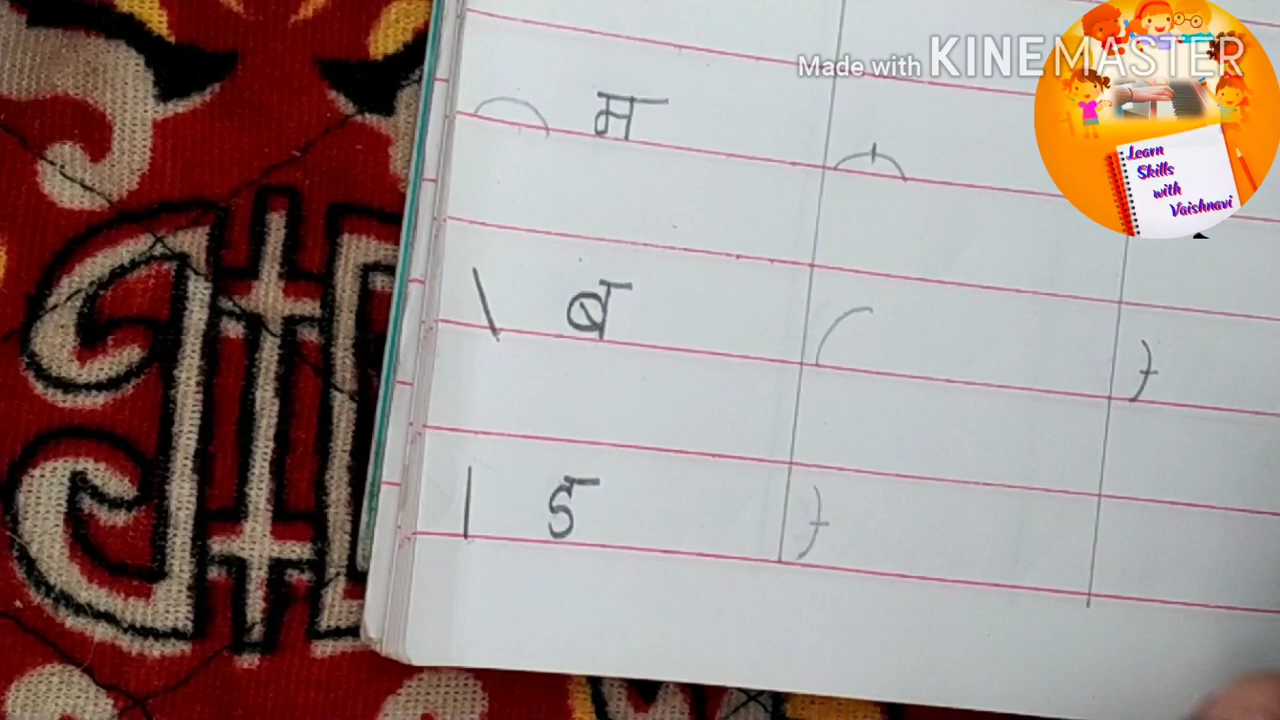 Made with KINEMASTER
Learn
Skills
with
Vaishnavi
म
ब
ड